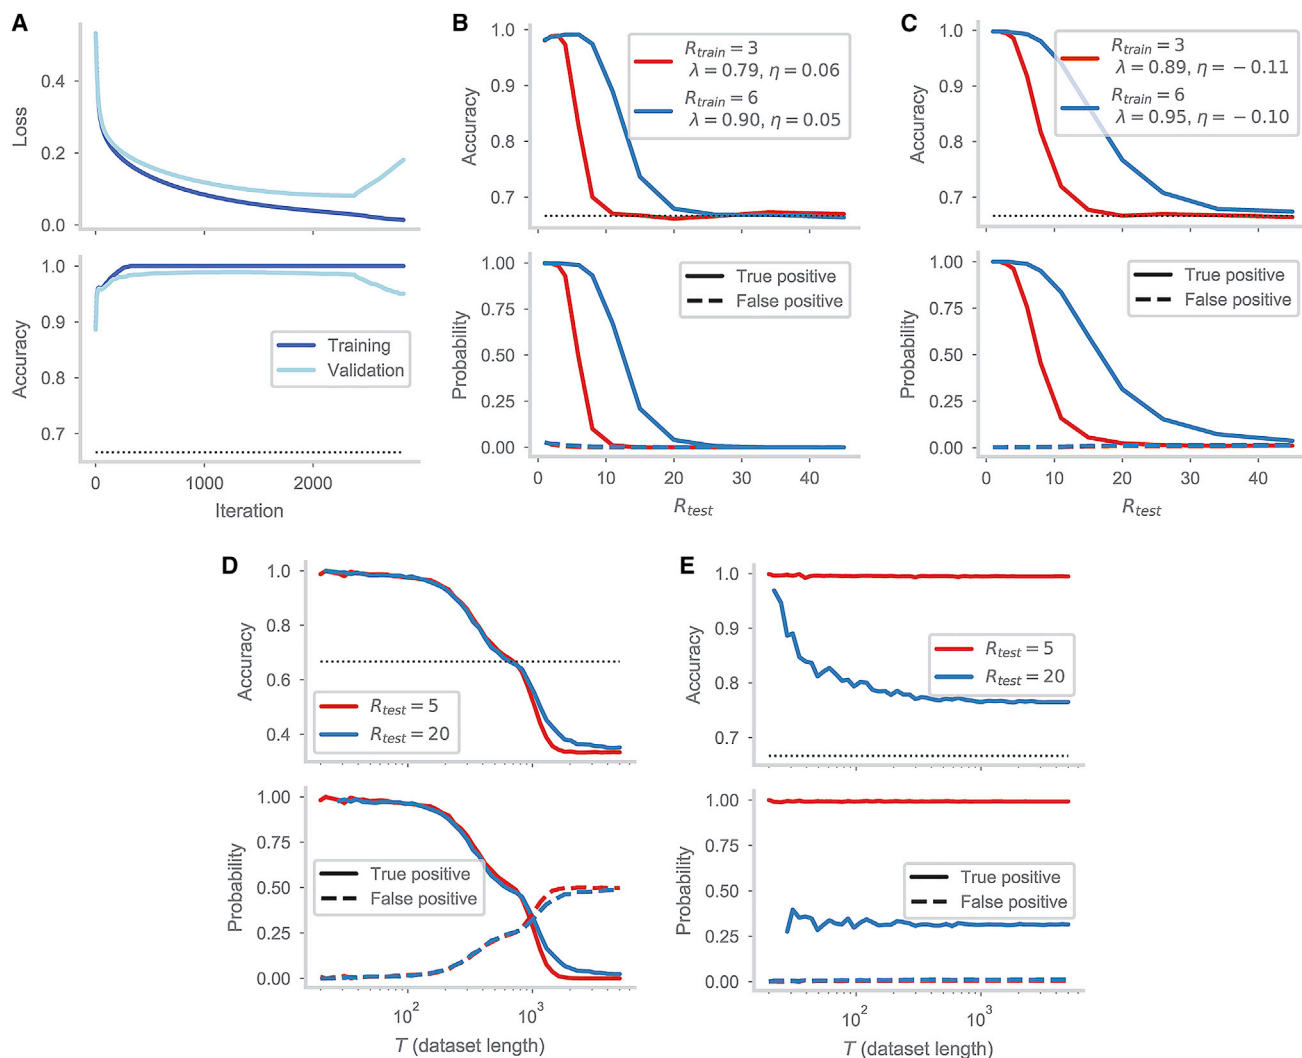 A
Loss
0.4
0.2
0.0
Accuracy
1.0
0.9
0.8
0.7
Training
Validation
0
1000
2000
Iteration
B
Accuracy
1.0
0.9
0.8
0.7
R_train = 3
λ = 0.79, η = 0.06
R_train = 6
λ = 0.90, η = 0.05
Probability
1.00
0.75
0.50
0.25
0.00
True positive
False positive
0
10
20
30
40
R_test
C
Accuracy
1.0
0.9
0.8
0.7
R_train = 3
λ = 0.89, η = − 0.11
R_train = 6
λ = 0.95, η = − 0.10
Probability
1.00
0.75
0.50
0.25
0.00
True positive
False positive
0
10
20
30
40
R_test
D
Accuracy
1.0
0.8
0.6
0.4
R_test = 5
R_test = 20
Probability
1.00
0.75
0.50
0.25
0.00
True positive
False positive
10²
10³
T (dataset length)
E
Accuracy
1.0
0.9
0.8
0.7
R_test = 5
R_test = 20
Probability
1.00
0.75
0.50
0.25
0.00
True positive
False positive
10²
10³
T (dataset length)